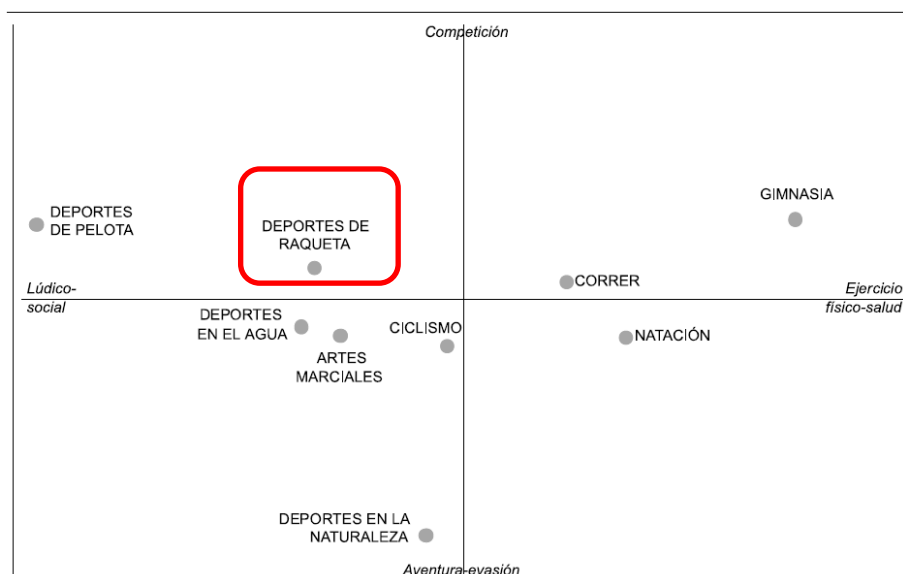 Competición
GIMNASIA
DEPORTES
DE PELOTA
DEPORTES DE
RAQUETA
CORRER
Lúdico-
social
Ejercicio
físico-salud
DEPORTES
EN EL AGUA
CICLISMO
NATACIÓN
ARTES
MARCIALES
DEPORTES EN LA
NATURALEZA
Aventura-evasión